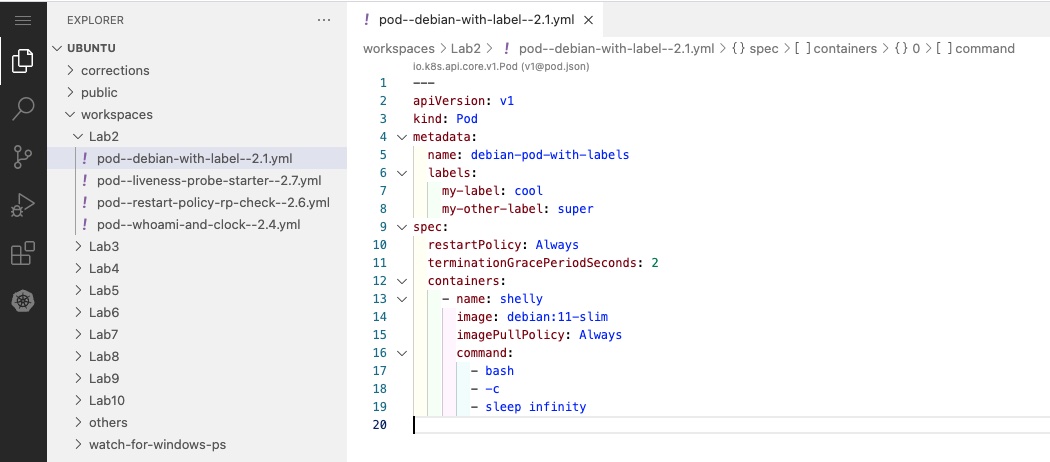 EXPLORER
UBUNTU
corrections
public
workspaces
Lab2
pod--debian-with-label--2.1.yml
pod--liveness-probe-starter--2.7.yml
pod--restart-policy-rp-check--2.6.yml
pod--whoami-and-clock--2.4.yml
Lab3
Lab4
Lab5
Lab6
Lab7
Lab8
Lab9
Lab10
others
watch-for-windows-ps
! pod--debian-with-label--2.1.yml ×
workspaces > Lab2 > ! pod--debian-with-label--2.1.yml > {} spec > [ ] containers > {} 0 > [ ] command
io.k8s.api.core.v1.Pod (v1@pod.json)
1 ---
2 apiVersion: v1
3 kind: Pod
4 metadata:
5   name: debian-pod-with-labels
6   labels:
7     my-label: cool
8     my-other-label: super
9 spec:
10   restartPolicy: Always
11   terminationGracePeriodSeconds: 2
12   containers:
13     - name: shelly
14       image: debian:11-slim
15       imagePullPolicy: Always
16       command:
17         - bash
18         - -c
19         - sleep infinity
20